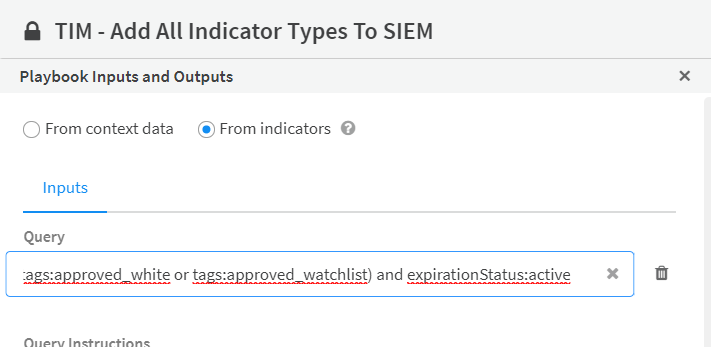 TIM - Add All Indicator Types To SIEM
Playbook Inputs and Outputs
From context data From indicators
Inputs
Query
:ags:approved_white or tags:approved_watchlist) and expirationStatus:active
Query Instructions